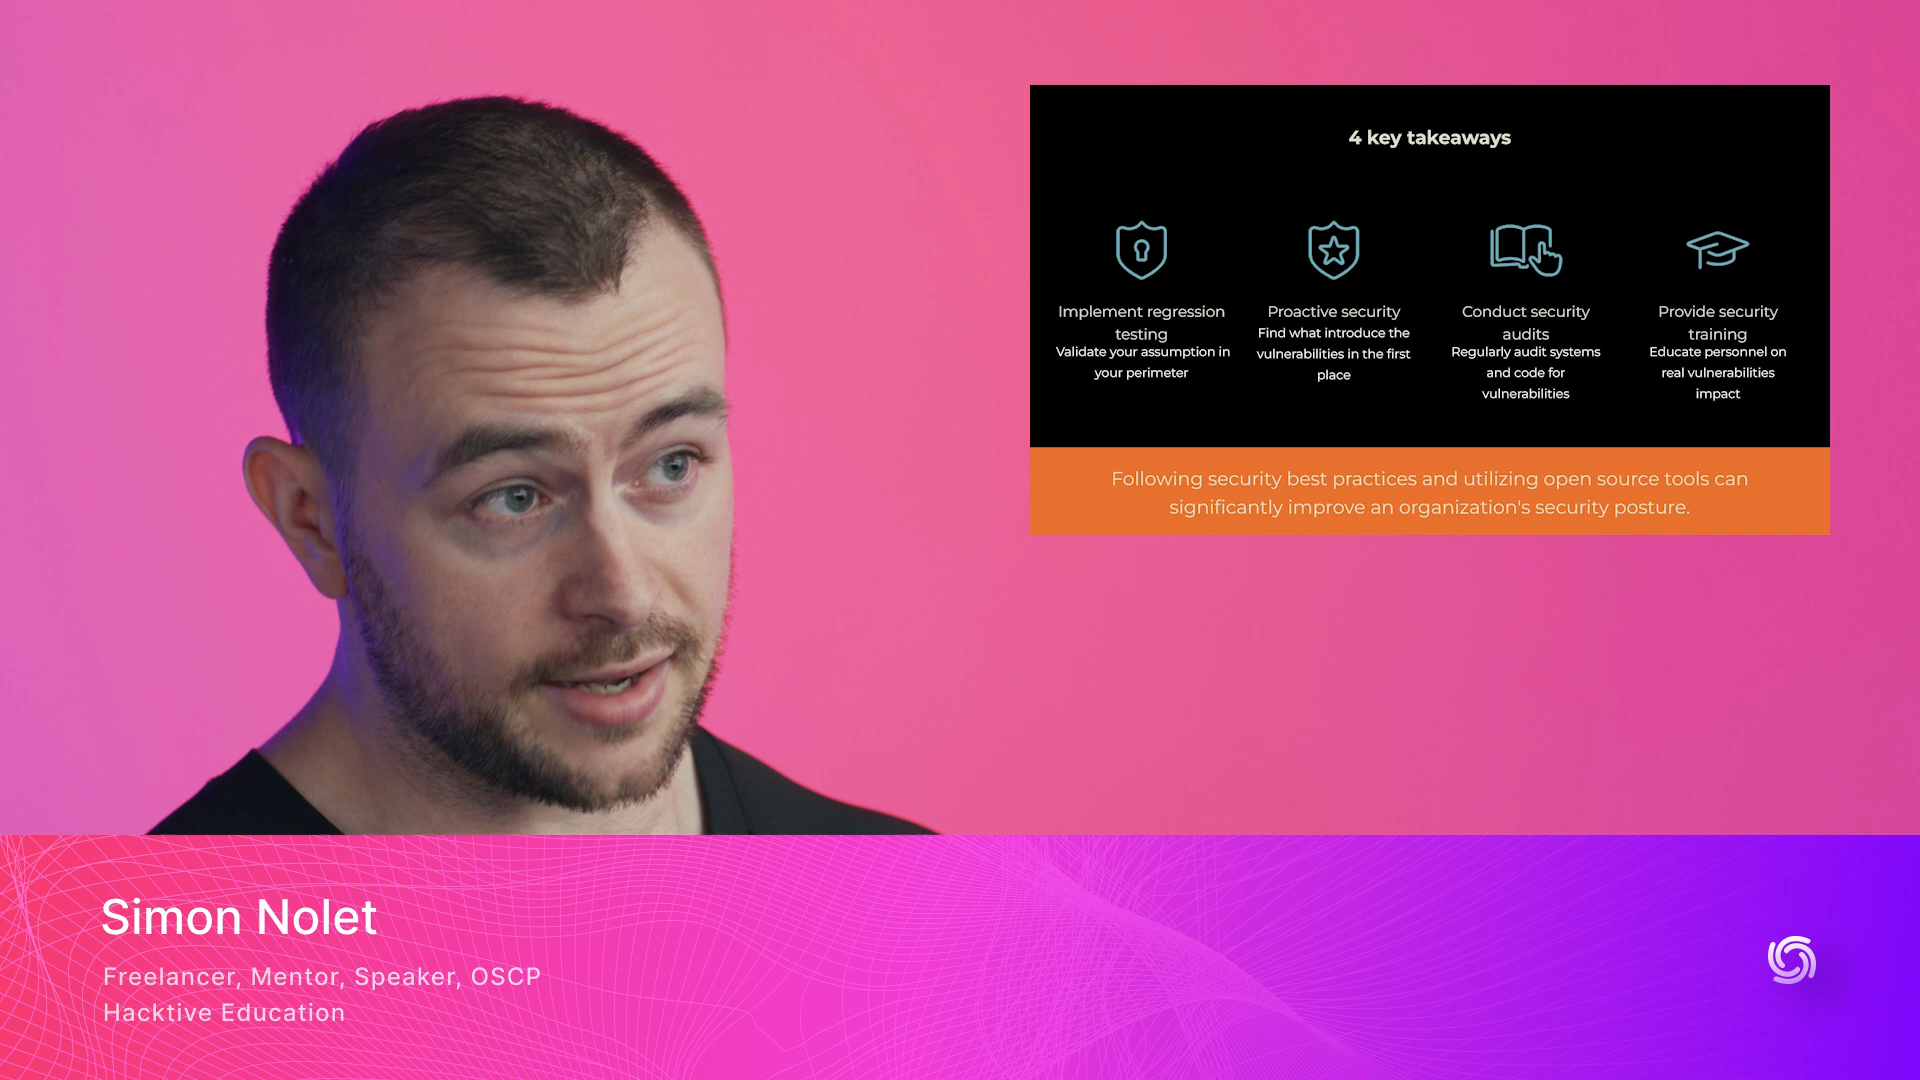 4 key takeaways
Implement regression
testing
Validate your assumption in
your perimeter
Proactive security
Find what introduce the
vulnerabilities in the first
place
Conduct security
audits
Regularly audit systems
and code for
vulnerabilities
Provide security
training
Educate personnel on
real vulnerabilities
impact
Following security best practices and utilizing open source tools can
significantly improve an organization's security posture.
Simon Nolet
Freelancer, Mentor, Speaker, OSCP
Hacktive Education